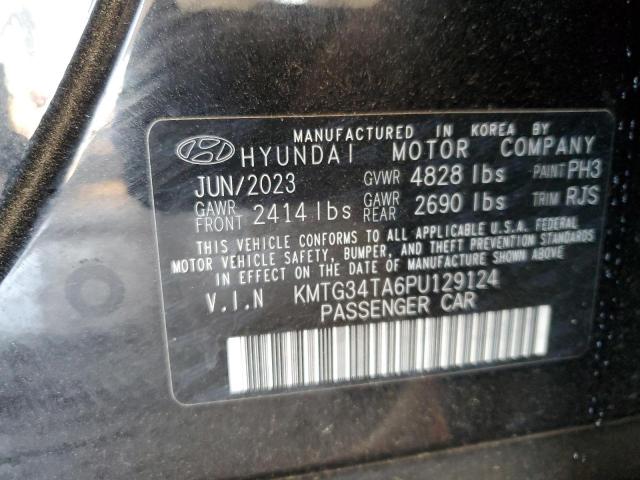 MANUFACTURED IN KOREA BY
HYUNDAI MOTOR COMPANY
JUN/2023 GVWR 4828 lbs PAINT PH3
GAWR FRONT 2414 lbs GAWR REAR 2690 lbs TRIM RJS
THIS VEHICLE CONFORMS TO ALL APPLICABLE U.S.A. FEDERAL
MOTOR VEHICLE SAFETY, BUMPER, AND THEFT PREVENTION STANDARDS
IN EFFECT ON THE DATE OF MANUFACTURE SHOWN ABOVE.
V.I.N KMTG34TA6PU129124
PASSENGER CAR